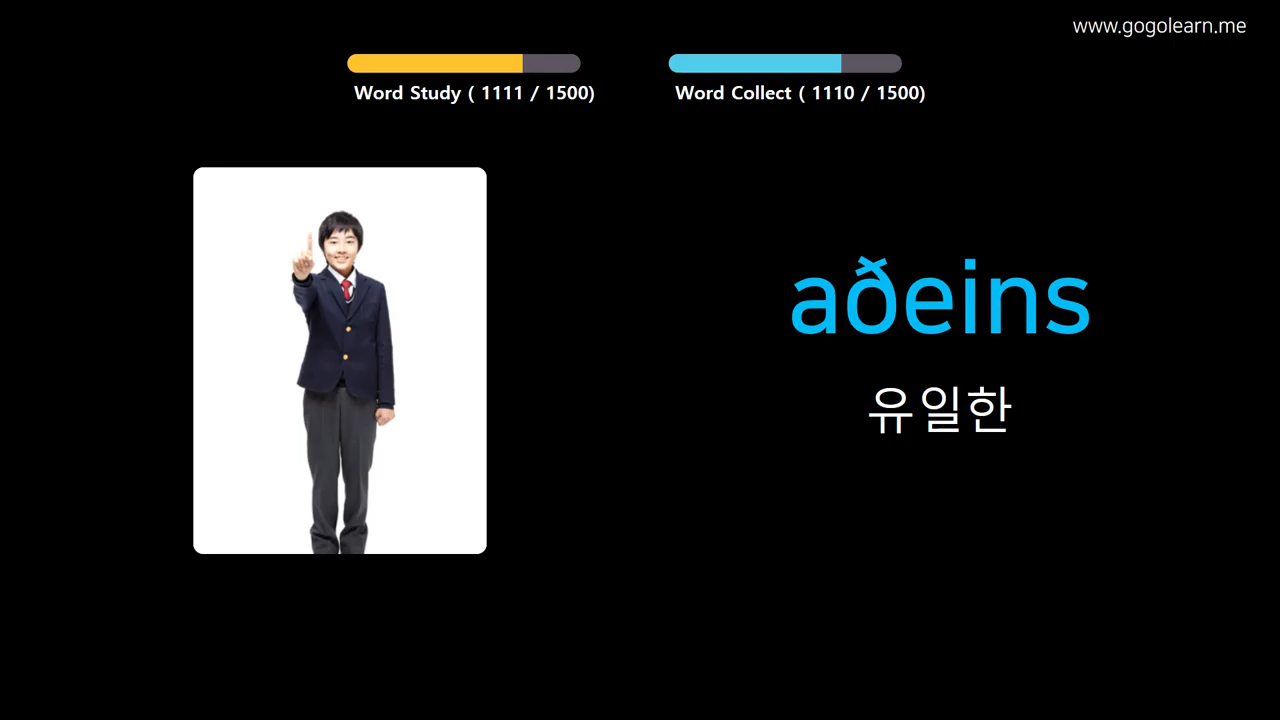 www.gogolearn.me
Word Study ( 1111 / 1500)
Word Collect ( 1110 / 1500)
aðeins
유일한